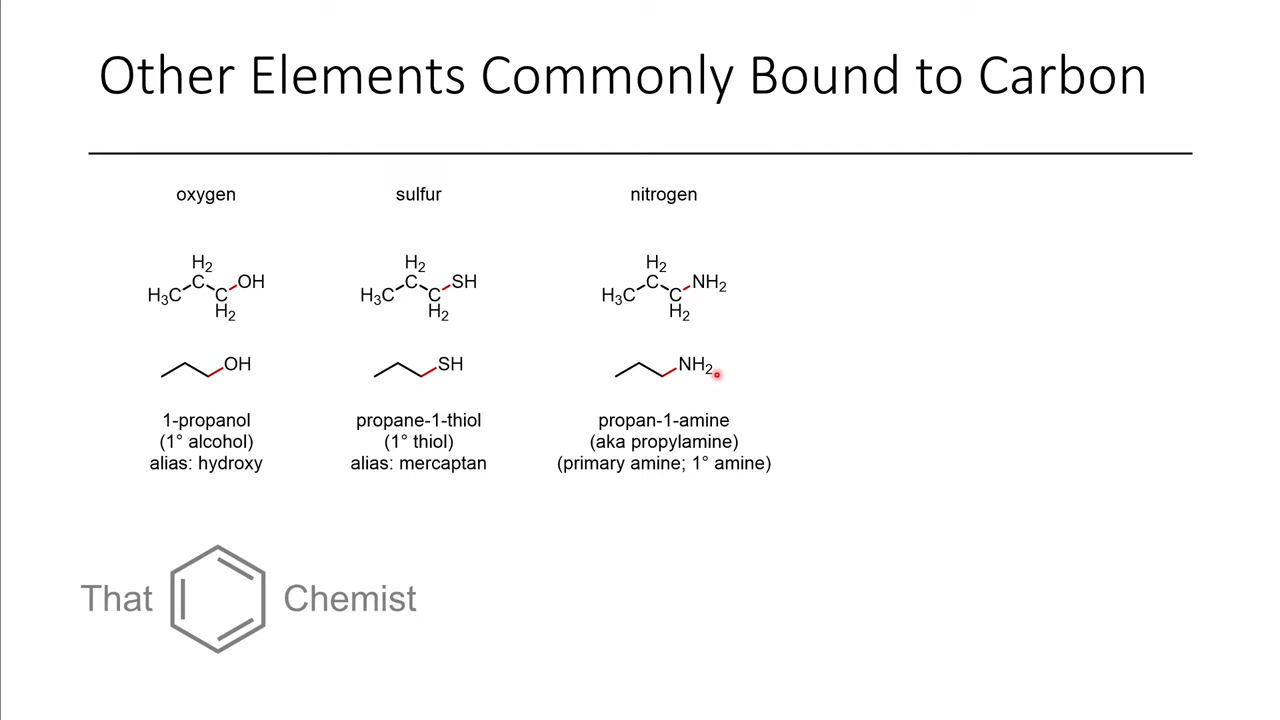 Other Elements Commonly Bound to Carbon
oxygen
sulfur
nitrogen
H₃C C H₂ C H₂ OH
H₃C C H₂ C H₂ SH
H₃C C H₂ C H₂ NH₂
OH
SH
NH₂
1-propanol
(1° alcohol)
alias: hydroxy
propane-1-thiol
(1° thiol)
alias: mercaptan
propan-1-amine
(aka propylamine)
(primary amine; 1° amine)
That Chemist